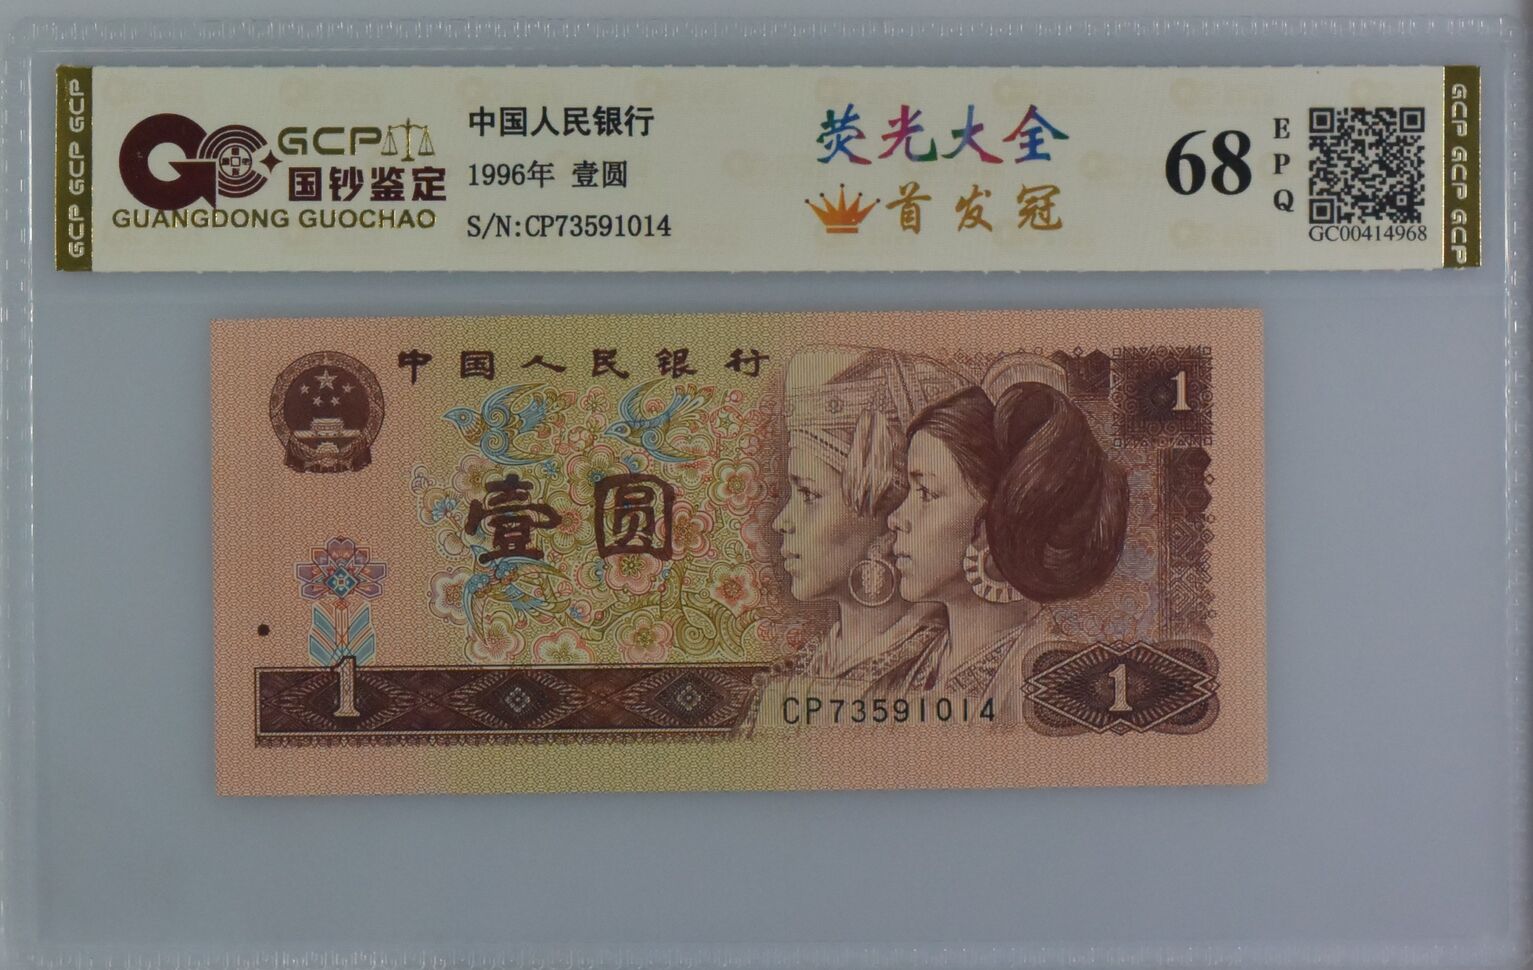 GCP GCP GCP
GCP
国钞鉴定
GUANGDONG GUOCHAO
中国人民银行
1996年 壹圆
S/N:CP73591014
荧光大全
首发冠
68
EPQ
GC00414968
GCP GCP GCP
中国人民银行
1
壹圆
1
CP73591014
1